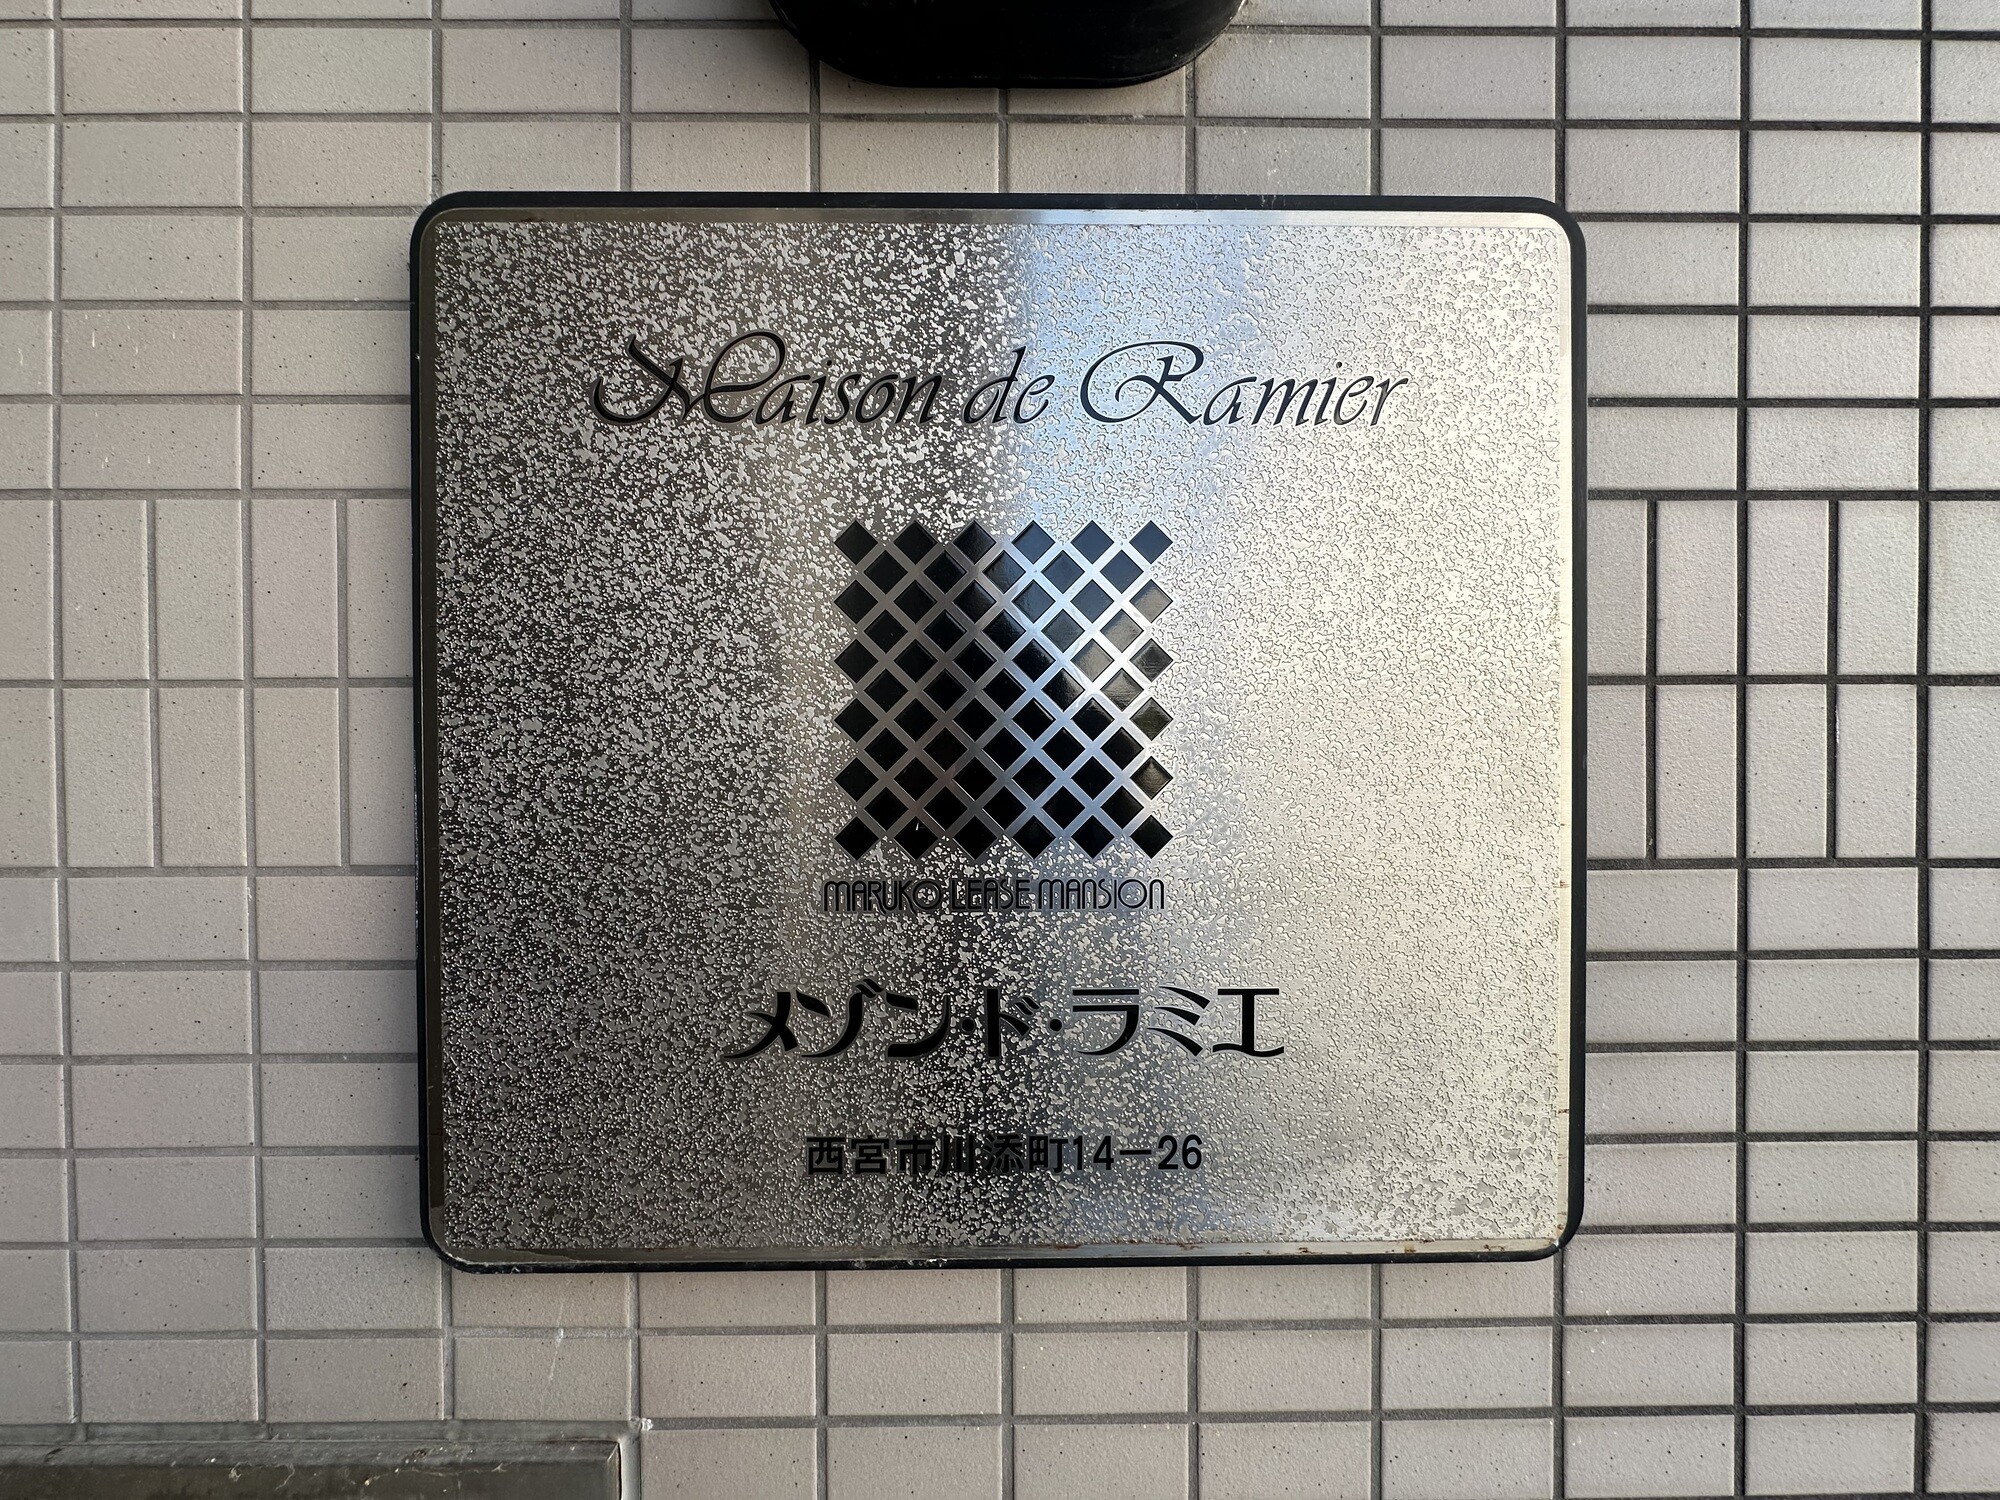 Maison de Ramier
MARUKO LEASE MANSION
メゾン・ド・ラミエ
西宮市川添町14-26